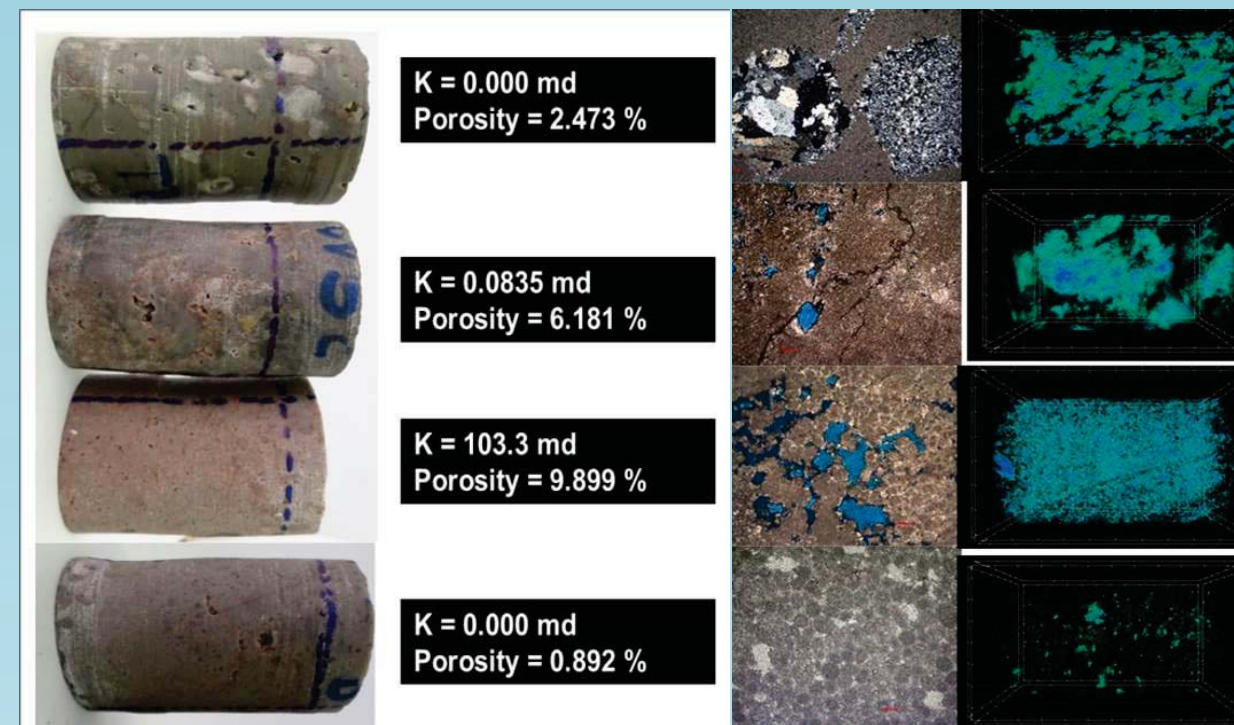 K = 0.000 md
Porosity = 2.473 %
K = 0.0835 md
Porosity = 6.181 %
K = 103.3 md
Porosity = 9.899 %
K = 0.000 md
Porosity = 0.892 %